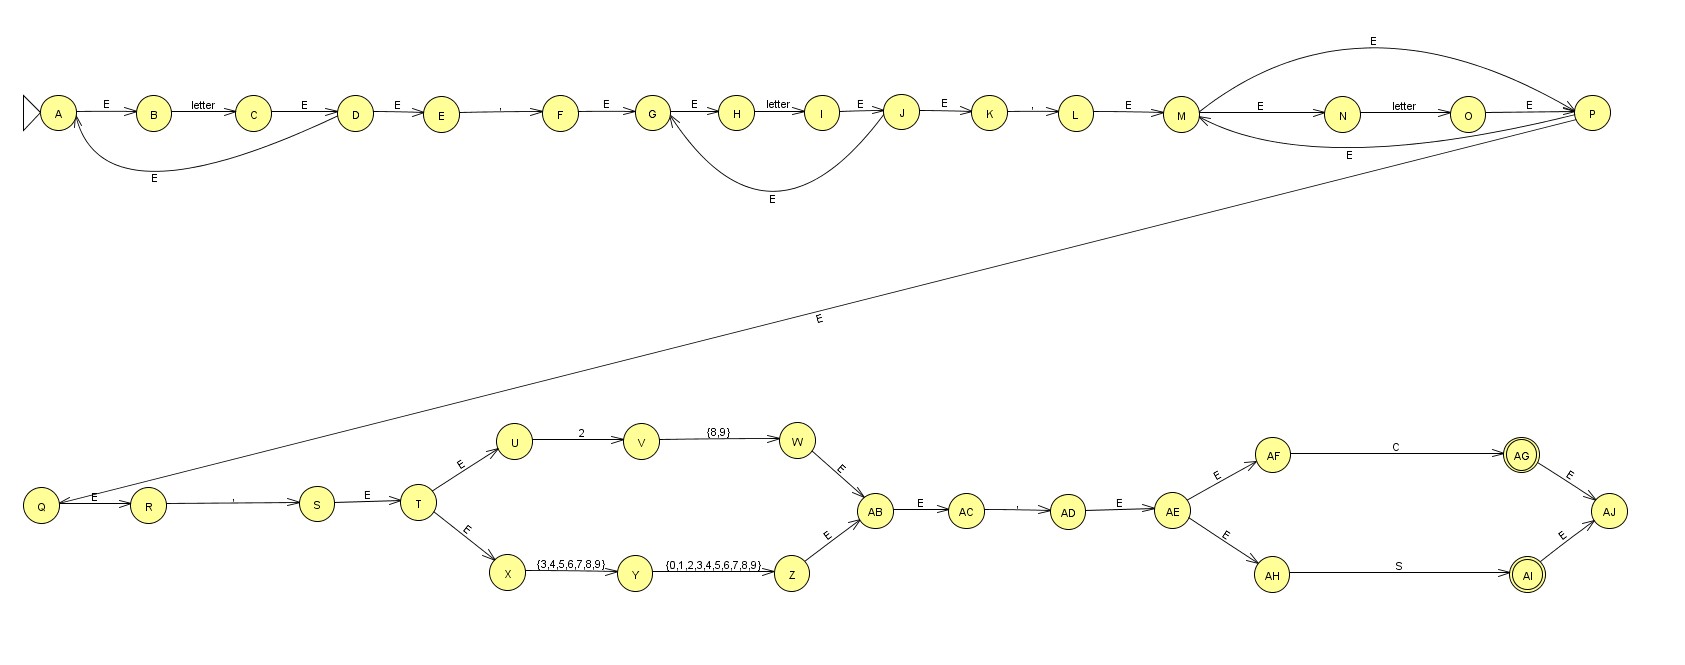 E
A E B letter C E D E E , F E G E H letter I E J E K , L E M E N letter O E P
E E E
E
U 2 V {8,9} W AF C AG
E E E E
Q E R , S E T AB E AC , AD E AE AJ
E E E E
X {3,4,5,6,7,8,9} Y {0,1,2,3,4,5,6,7,8,9} Z AH S AI